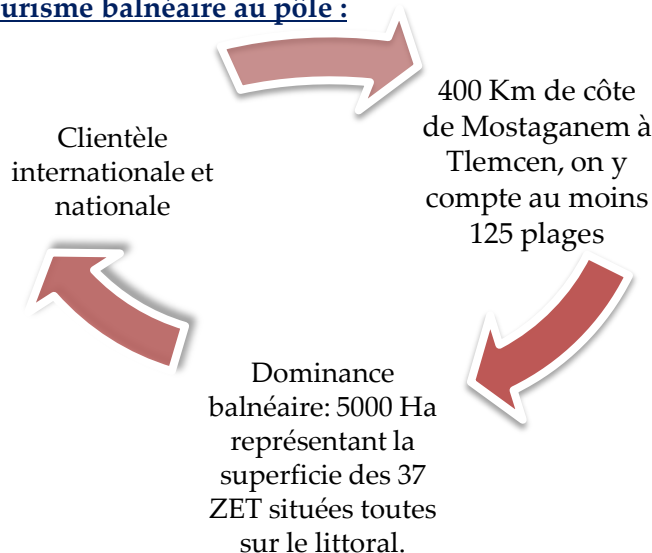 urisme balnéaire au pôle :
400 Km de côte
de Mostaganem à
Tlemcen, on y
compte au moins
125 plages
Dominance
balnéaire: 5000 Ha
représentant la
superficie des 37
ZET situées toutes
sur le littoral.
Clientèle
internationale et
nationale